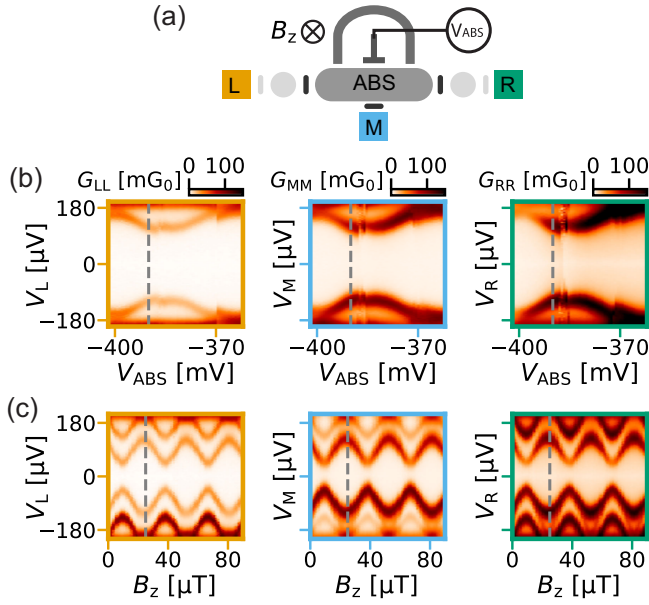 (a)
B_z ⊗ V_ABS
L ABS R
M
(b)
0 100 0 100 0 100
G_LL [mG_0] G_MM [mG_0] G_RR [mG_0]
180
0
−180
V_L [μV] V_M [μV] V_R [μV]
−400 −370 −400 −370 −400 −370
V_ABS [mV] V_ABS [mV] V_ABS [mV]
(c)
180
0
−180
V_L [μV] V_M [μV] V_R [μV]
0 40 80 0 40 80 0 40 80
B_z [μT] B_z [μT] B_z [μT]